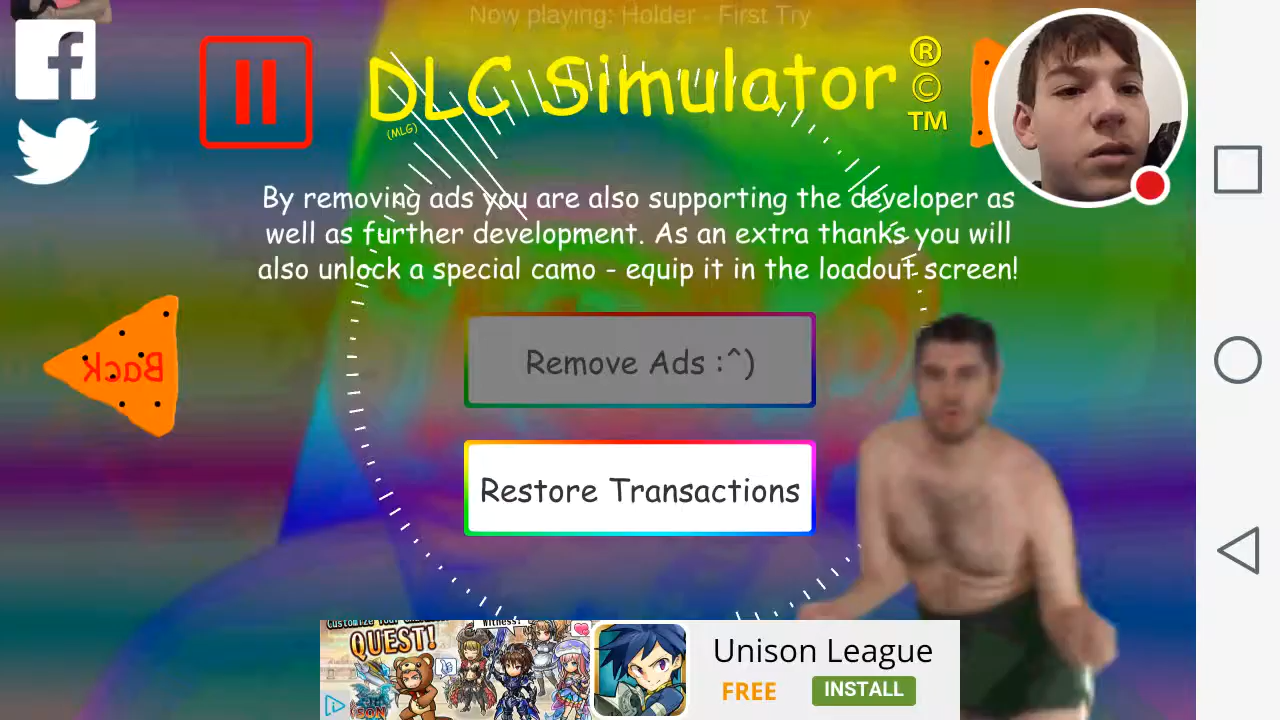 Now playing: Holder - First Try
DLC Simulator
(MLG)
®
©
TM
By removing ads you are also supporting the developer as
well as further development. As an extra thanks you will
also unlock a special camo - equip it in the loadout screen!
Back
Remove Ads :^)
Restore Transactions
QUEST!
Unison League
FREE
INSTALL